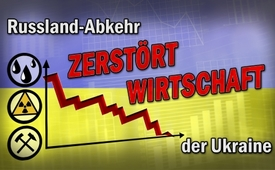 Russland-Abkehr
ZERSTÖRT
WIRTSCHAFT
der Ukraine